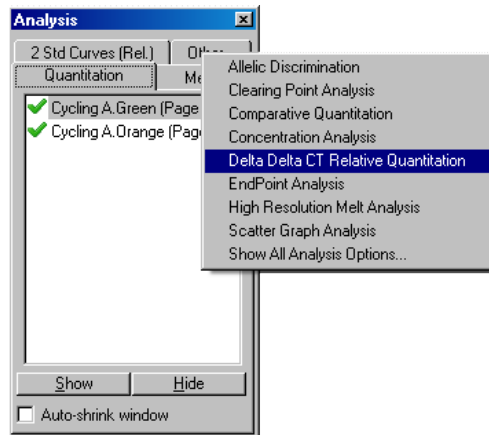 Analysis
2 Std Curves (Rel.)
Other
Quantitation
Cycling A.Green (Page
Cycling A.Orange (Pag
Allelic Discrimination
Clearing Point Analysis
Comparative Quantitation
Concentration Analysis
Delta Delta CT Relative Quantitation
EndPoint Analysis
High Resolution Melt Analysis
Scatter Graph Analysis
Show All Analysis Options...
Show
Hide
Auto-shrink window